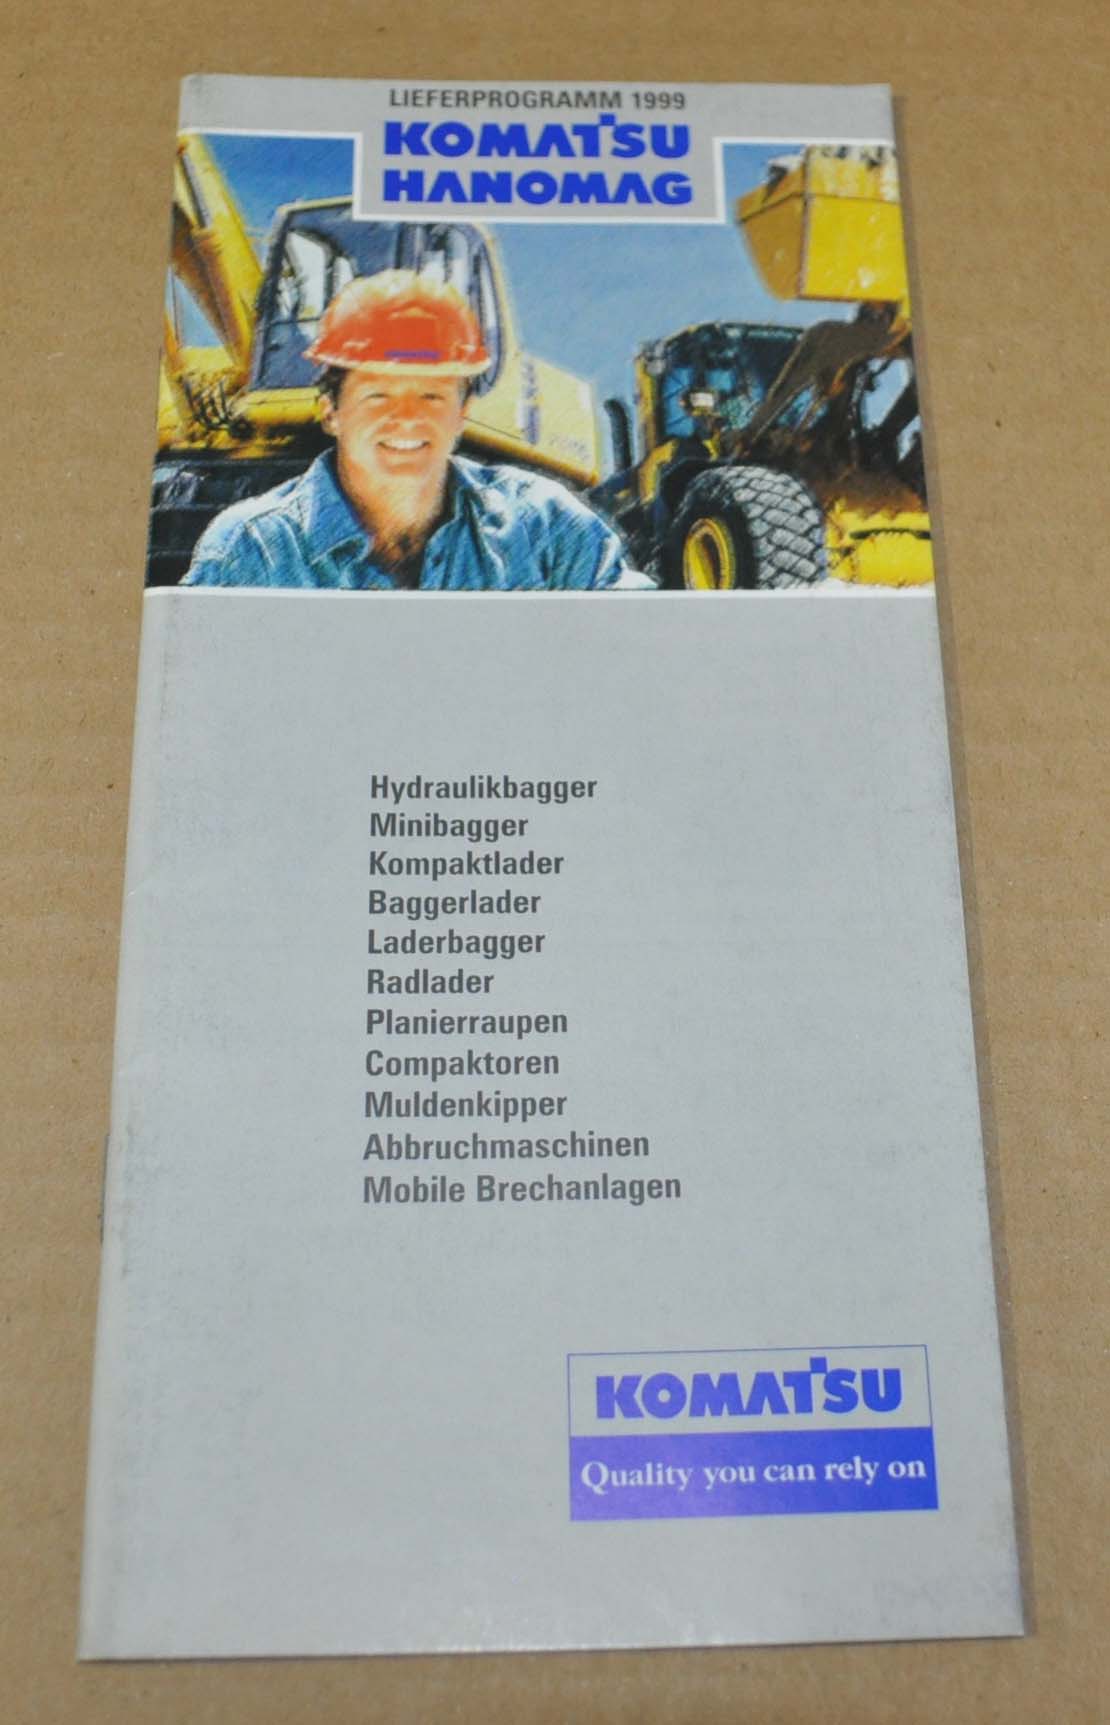 LIEFERPROGRAMM 1999
KOMATSU
HANOMAG
KOMATSU
Hydraulikbagger
Minibagger
Kompaktlader
Baggerlader
Laderbagger
Radlader
Planierraupen
Compaktoren
Muldenkipper
Abbruchmaschinen
Mobile Brechanlagen
KOMATSU
Quality you can rely on